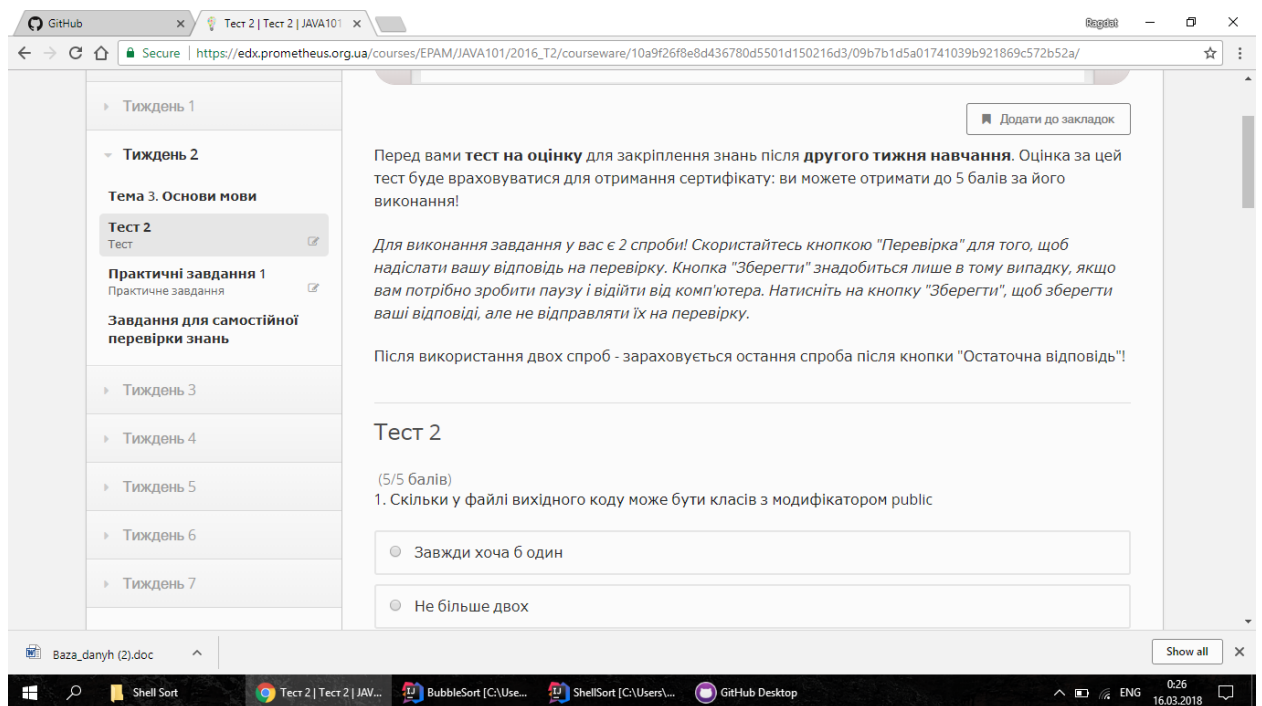 GitHub
Тест 2 | Тест 2 | JAVA101
Bagdat
Secure | https://edx.prometheus.org.ua/courses/EPAM/JAVA101/2016_T2/courseware/10a9f26f8e8d436780d5501d150216d3/09b7b1d5a01741039b921869c572b52a/
Тиждень 1
Тиждень 2
Тема 3. Основи мови
Тест 2
Тест
Практичні завдання 1
Практичне завдання
Завдання для самостійної
перевірки знань
Тиждень 3
Тиждень 4
Тиждень 5
Тиждень 6
Тиждень 7
Додати до закладок
Перед вами тест на оцінку для закріплення знань після другого тижня навчання. Оцінка за цей
тест буде враховуватися для отримання сертифікату: ви можете отримати до 5 балів за його
виконання!
Для виконання завдання у вас є 2 спроби! Скористайтесь кнопкою "Перевірка" для того, щоб
надіслати вашу відповідь на перевірку. Кнопка "Зберегти" знадобиться лише в тому випадку, якщо
вам потрібно зробити паузу і відійти від комп'ютера. Натисніть на кнопку "Зберегти", щоб зберегти
ваші відповіді, але не відправляти їх на перевірку.
Після використання двох спроб - зараховується остання спроба після кнопки "Остаточна відповідь"!
Тест 2
(5/5 балів)
1. Скільки у файлі вихідного коду може бути класів з модифікатором public
Завжди хоча б один
Не більше двох
Baza_danyh (2).doc
Show all
Shell Sort
Тест 2 | Тест 2 | JAV...
BubbleSort [C:\Use...
ShellSort [C:\Users\...
GitHub Desktop
ENG
0:26
16.03.2018